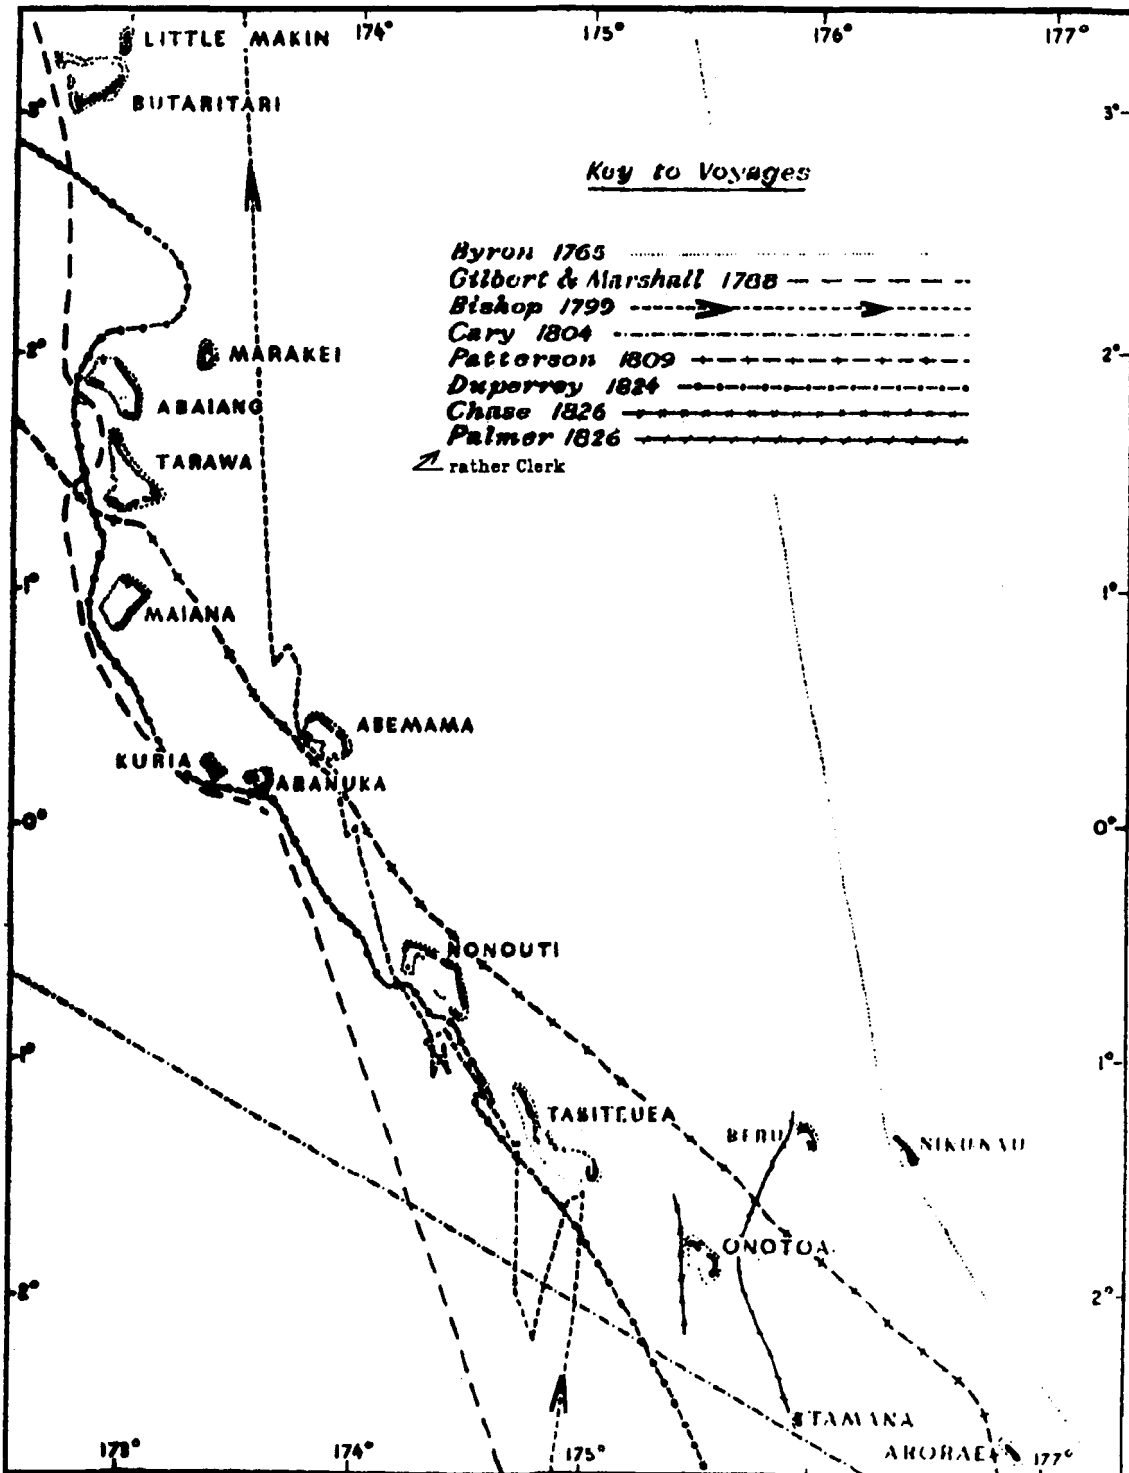 174° 175° 176° 177°
LITTLE MAKIN
BUTARITARI
3° 3°
Key to Voyages
Byron 1765
Gilbert & Marshall 1788
Bishop 1799
Cary 1804
Patterson 1809
Duperrey 1824
Chase 1826
Palmer 1826
rather Clerk
2° 2°
MARAKEI
ABAIANG
TARAWA
1° 1°
MAIANA
ABEMAMA
KURIA
ARANUKA
0° 0°
NONOUTI
1° 1°
TABITEUEA
BERU
NIKUNAU
ONOTOA
2° 2°
TAMANA
ARORAE
173° 174° 175° 177°